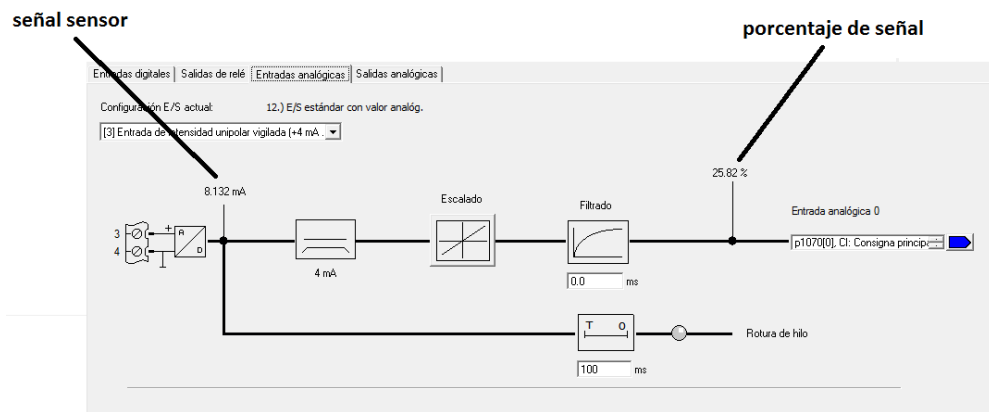 señal sensor
porcentaje de señal
Entradas digitales
Salidas de relé
Entradas analógicas
Salidas analógicas
Configuración E/S actual:
12.) E/S estándar con valor analóg.
[3] Entrada de intensidad unipolar vigilada (+4 mA .
8.132 mA
25.82 %
Escalado
Filtrado
Entrada analógica 0
3
+
A
D
4
4 mA
p1070[0], CI: Consigna princip
0.0 ms
T 0
Rotura de hilo
100 ms